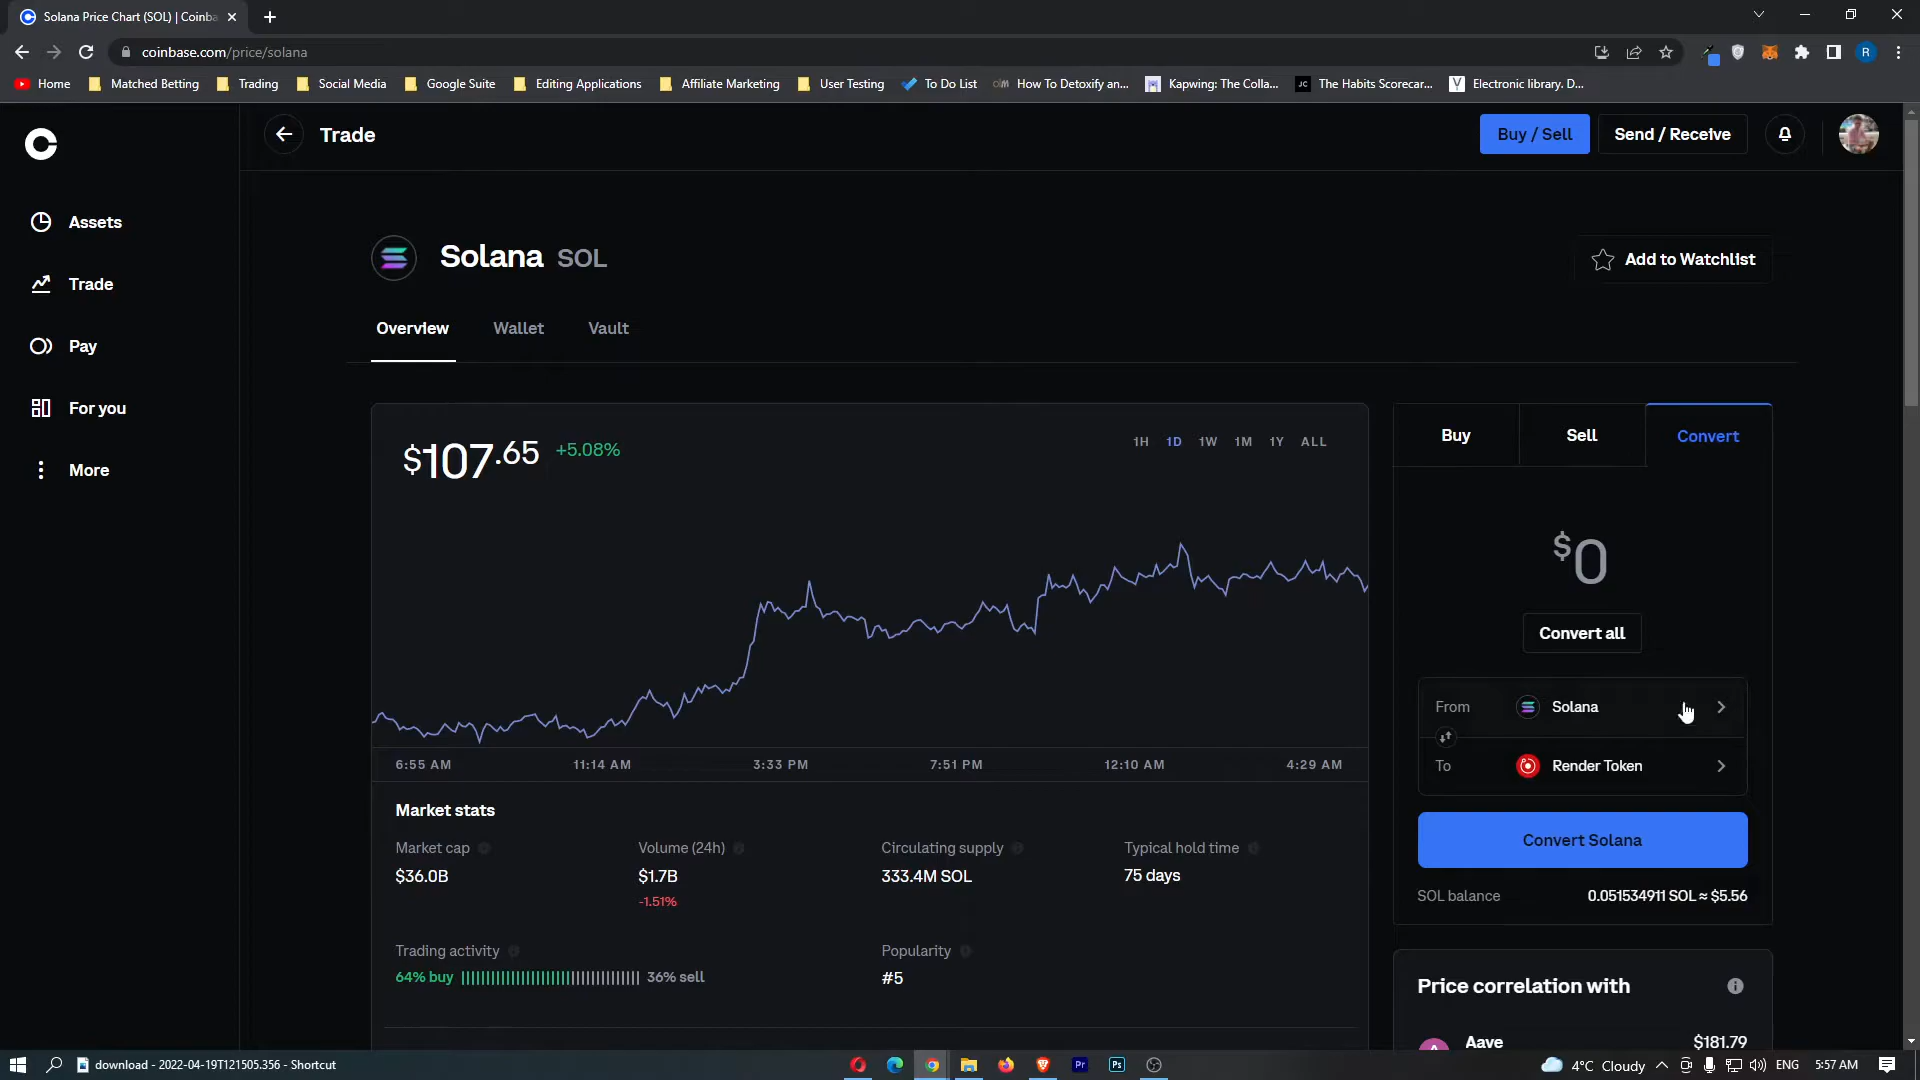 Solana Price Chart (SOL) | Coinba
coinbase.com/price/solana
R
Home
Matched Betting
Trading
Social Media
Google Suite
Editing Applications
Affiliate Marketing
User Testing
To Do List
How To Detoxify an...
Kapwing: The Colla...
JC The Habits Scorecar...
Electronic library. D...
Trade
Buy / Sell
Send / Receive
Assets
Trade
Pay
For you
More
Solana SOL
Add to Watchlist
Overview
Wallet
Vault
$107.65 +5.08%
1H 1D 1W 1M 1Y ALL
6:55 AM 11:14 AM 3:33 PM 7:51 PM 12:10 AM 4:29 AM
Market stats
Market cap
$36.0B
Volume (24h)
$1.7B
-1.51%
Circulating supply
333.4M SOL
Typical hold time
75 days
Trading activity
64% buy
36% sell
Popularity
#5
Buy
Sell
Convert
$0
Convert all
From Solana
To Render Token
Convert Solana
SOL balance 0.051534911 SOL ≈ $5.56
Price correlation with
Aave $181.79
download - 2022-04-19T121505.356 - Shortcut
Pr
Ps
4°C Cloudy
ENG
5:57 AM